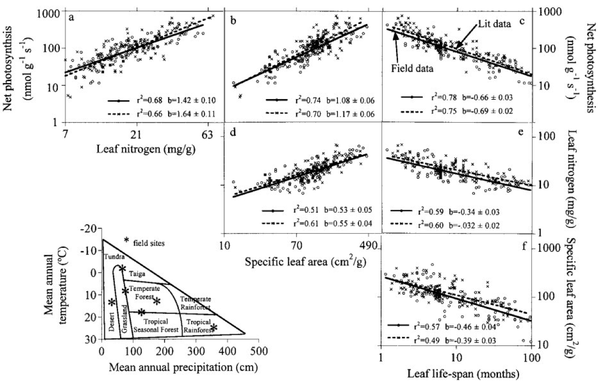 Net photosynthesis
(nmol g⁻¹ s⁻¹)
1000
100
10
1
a
r²=0.68 b=1.42 ± 0.10
r²=0.66 b=1.64 ± 0.11
7 21 63
Leaf nitrogen (mg/g)
b
r²=0.74 b=1.08 ± 0.06
r²=0.70 b=1.17 ± 0.06
c
Lit data
Field data
r²=0.78 b=-0.66 ± 0.03
r²=0.75 b=-0.69 ± 0.02
1000
100
10
1
Net photosynthesis
(nmol g⁻¹ s⁻¹)
d
r²=0.51 b=0.53 ± 0.05
r²=0.61 b=0.55 ± 0.04
10 70 490
Specific leaf area (cm²/g)
e
r²=0.59 b=-0.34 ± 0.03
r²=0.60 b=-.032 ± 0.02
100
10
1
Leaf nitrogen (mg/g)
f
r²=0.57 b=-0.46 ± 0.04
r²=0.49 b=-0.39 ± 0.03
1000
100
10
Specific leaf area (cm²/g)
1 10 100
Leaf life-span (months)
Mean annual
temperature (°C)
-20
-10
0
10
20
30
* field sites
Tundra
Taiga
Temperate
Forest
Temperate
Rainforest
Desert
Grassland
Tropical
Seasonal Forest
Tropical
Rainforest
0 100 200 300 400 500
Mean annual precipitation (cm)